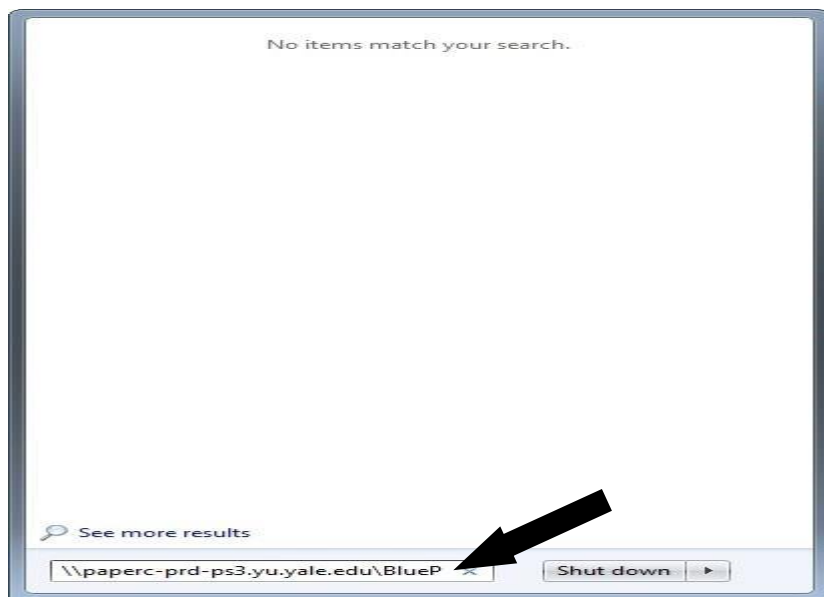 No items match your search.
See more results
\\paperc-prd-ps3.yu.yale.edu\BlueP
Shut down